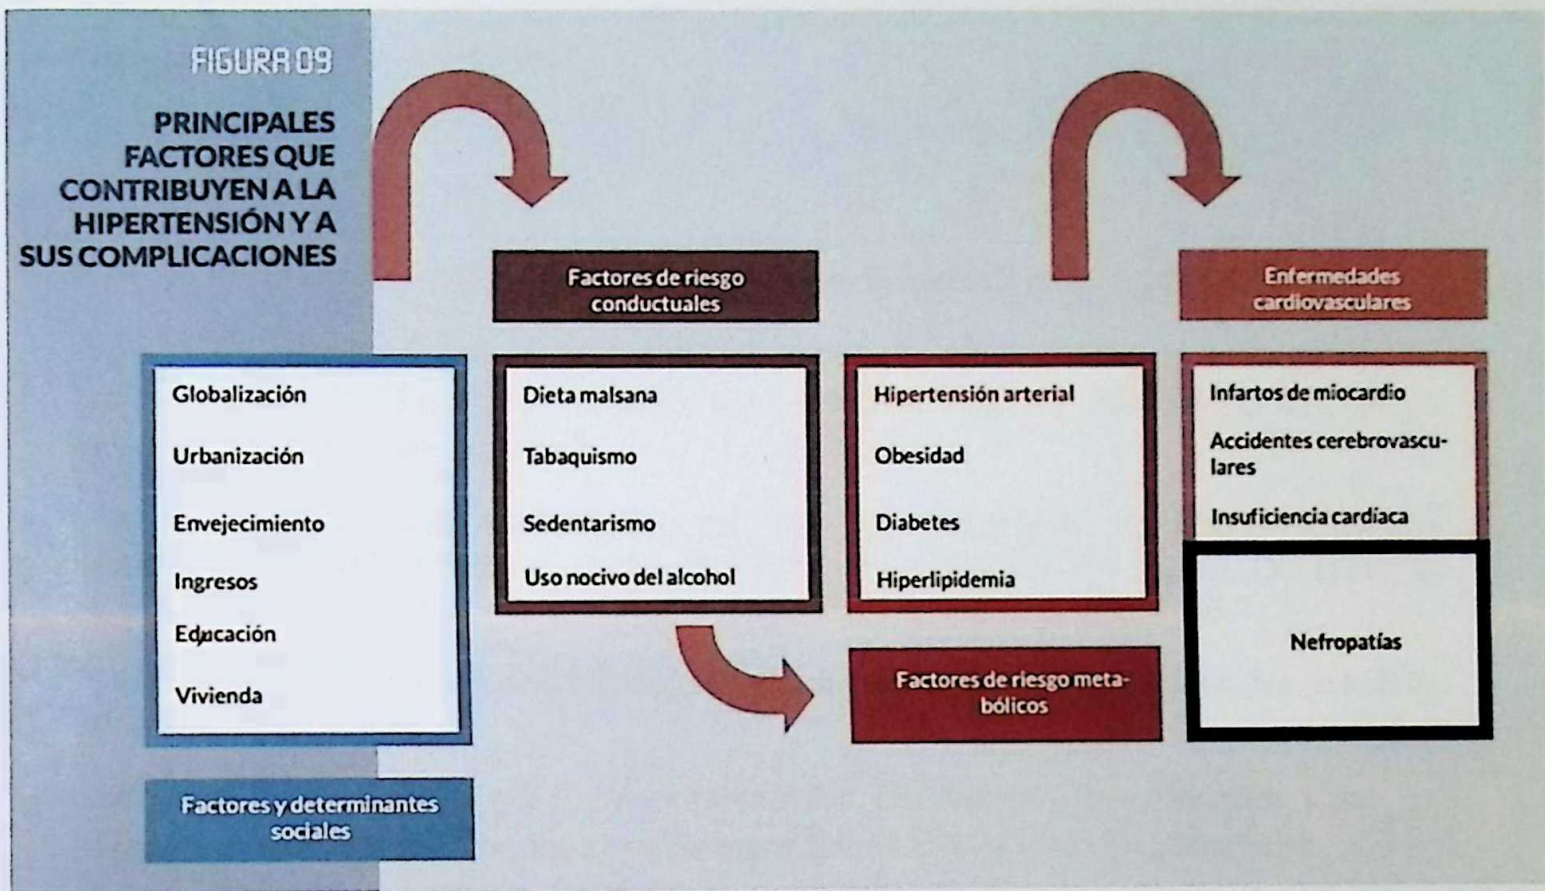 FIGURA 09
PRINCIPALES
FACTORES QUE
CONTRIBUYEN A LA
HIPERTENSIÓN Y A
SUS COMPLICACIONES
Globalización
Urbanización
Envejecimiento
Ingresos
Educación
Vivienda
Factores y determinantes
sociales
Factores de riesgo
conductuales
Dieta malsana
Tabaquismo
Sedentarismo
Uso nocivo del alcohol
Hipertensión arterial
Obesidad
Diabetes
Hiperlipidemia
Factores de riesgo meta-
bólicos
Enfermedades
cardiovasculares
Infartos de miocardio
Accidentes cerebrovascu-
lares
Insuficiencia cardíaca
Nefropatías